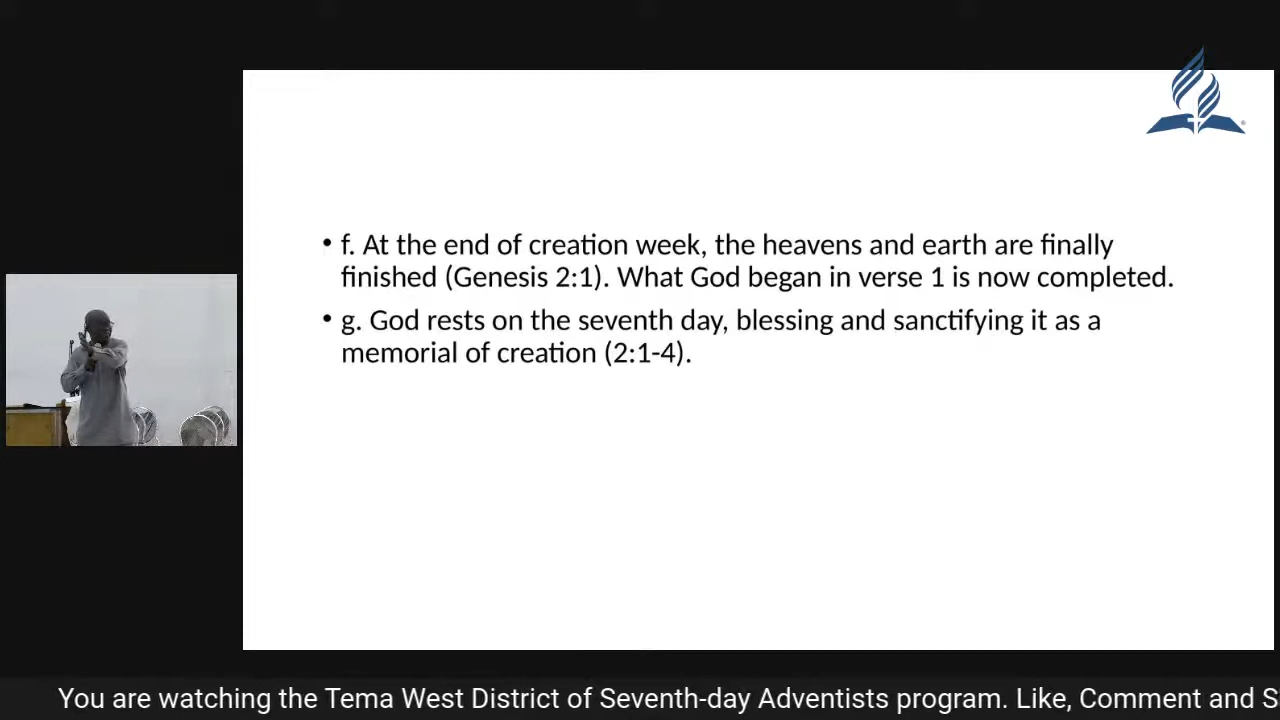 • f. At the end of creation week, the heavens and earth are finally
finished (Genesis 2:1). What God began in verse 1 is now completed.
• g. God rests on the seventh day, blessing and sanctifying it as a
memorial of creation (2:1-4).
You are watching the Tema West District of Seventh-day Adventists program. Like, Comment and S